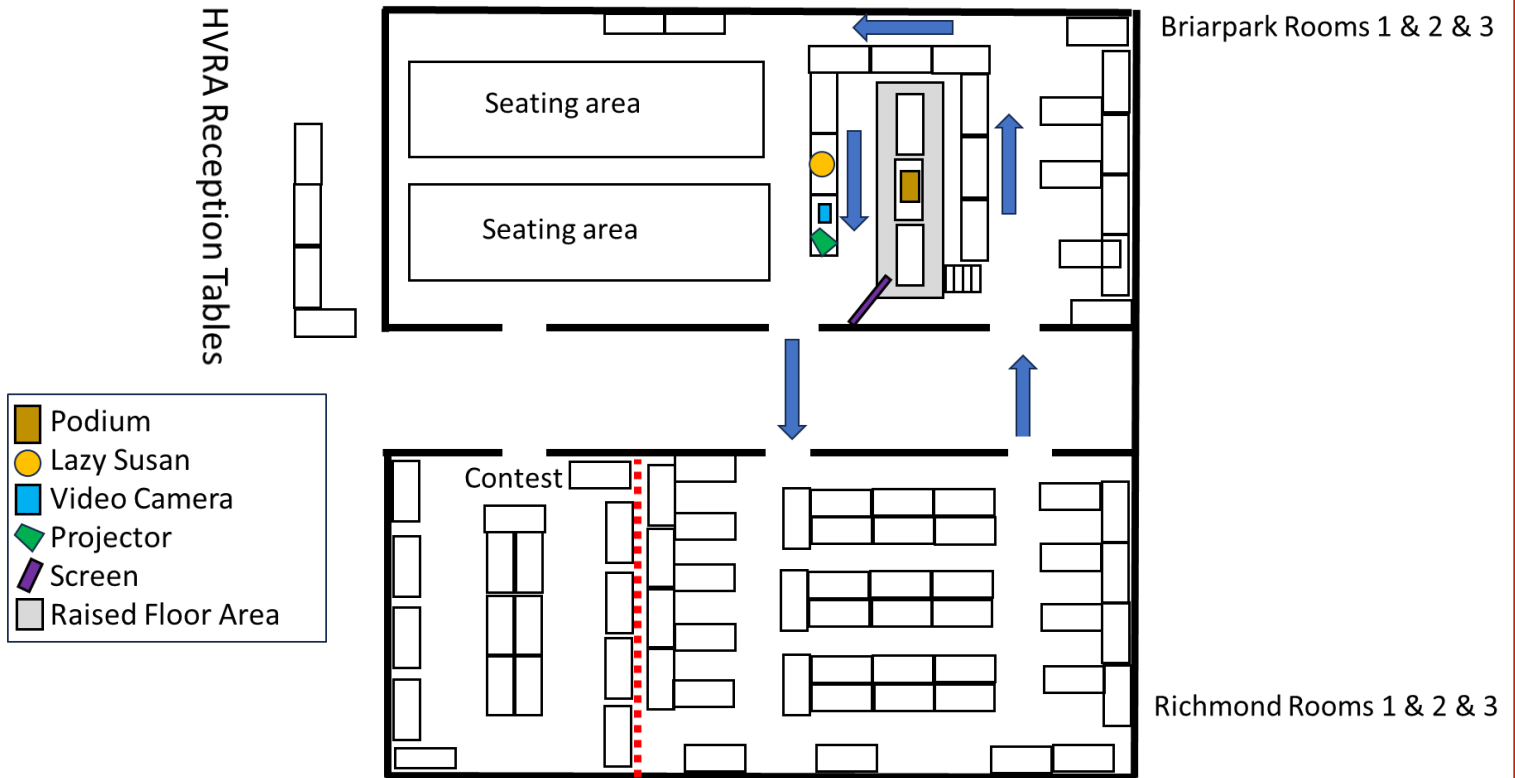 HVRA Reception Tables
Briarpark Rooms 1 & 2 & 3
Seating area
Seating area
Podium
Lazy Susan
Video Camera
Projector
Screen
Raised Floor Area
Contest
Richmond Rooms 1 & 2 & 3